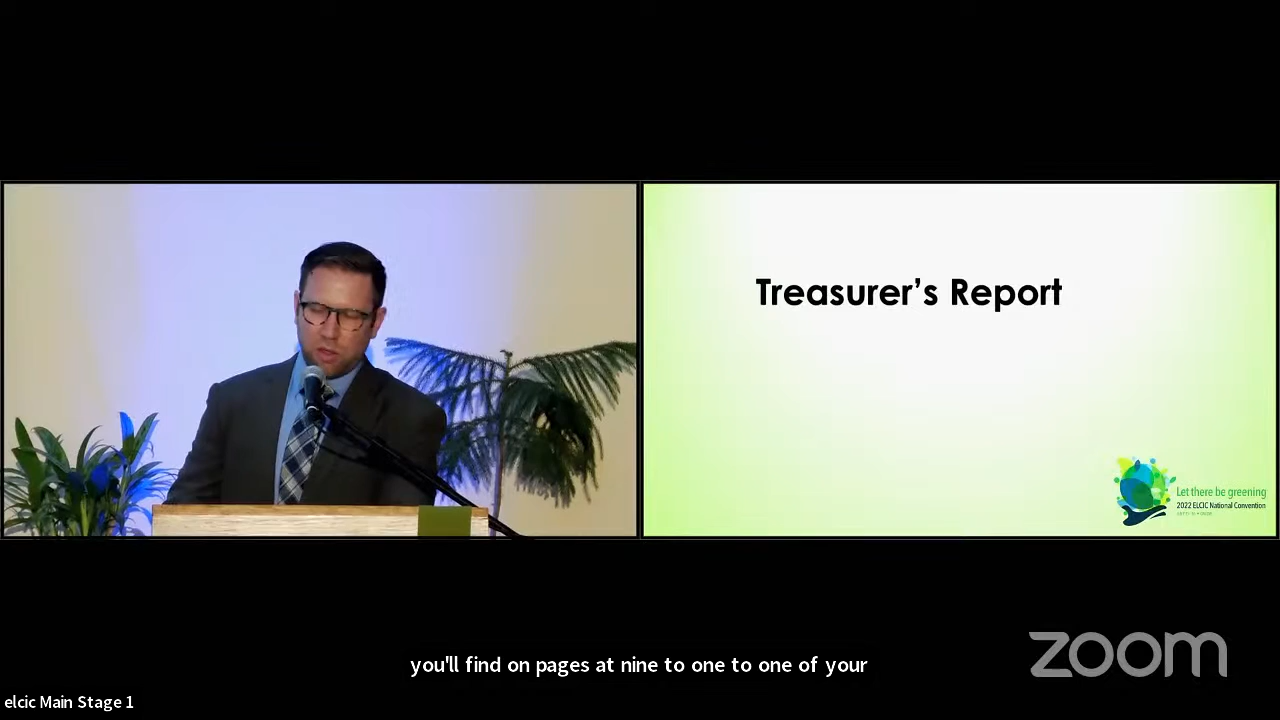 Treasurer's Report
Let there be greening
2022 ELCIC National Convention
you'll find on pages at nine to one to one of your
zoom
elcic Main Stage 1